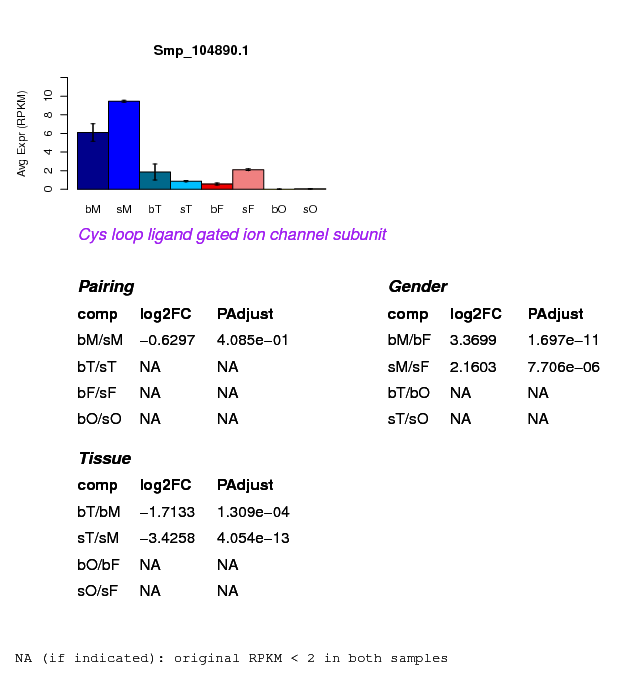 Smp_104890.1
Avg Expr (RPKM)
0 2 4 6 8 10
bM sM bT sT bF sF bO sO
Cys loop ligand gated ion channel subunit
Pairing
comp log2FC PAdjust
bM/sM −0.6297 4.085e−01
bT/sT NA NA
bF/sF NA NA
bO/sO NA NA
Gender
comp log2FC PAdjust
bM/bF 3.3699 1.697e−11
sM/sF 2.1603 7.706e−06
bT/bO NA NA
sT/sO NA NA
Tissue
comp log2FC PAdjust
bT/bM −1.7133 1.309e−04
sT/sM −3.4258 4.054e−13
bO/bF NA NA
sO/sF NA NA
NA (if indicated): original RPKM < 2 in both samples